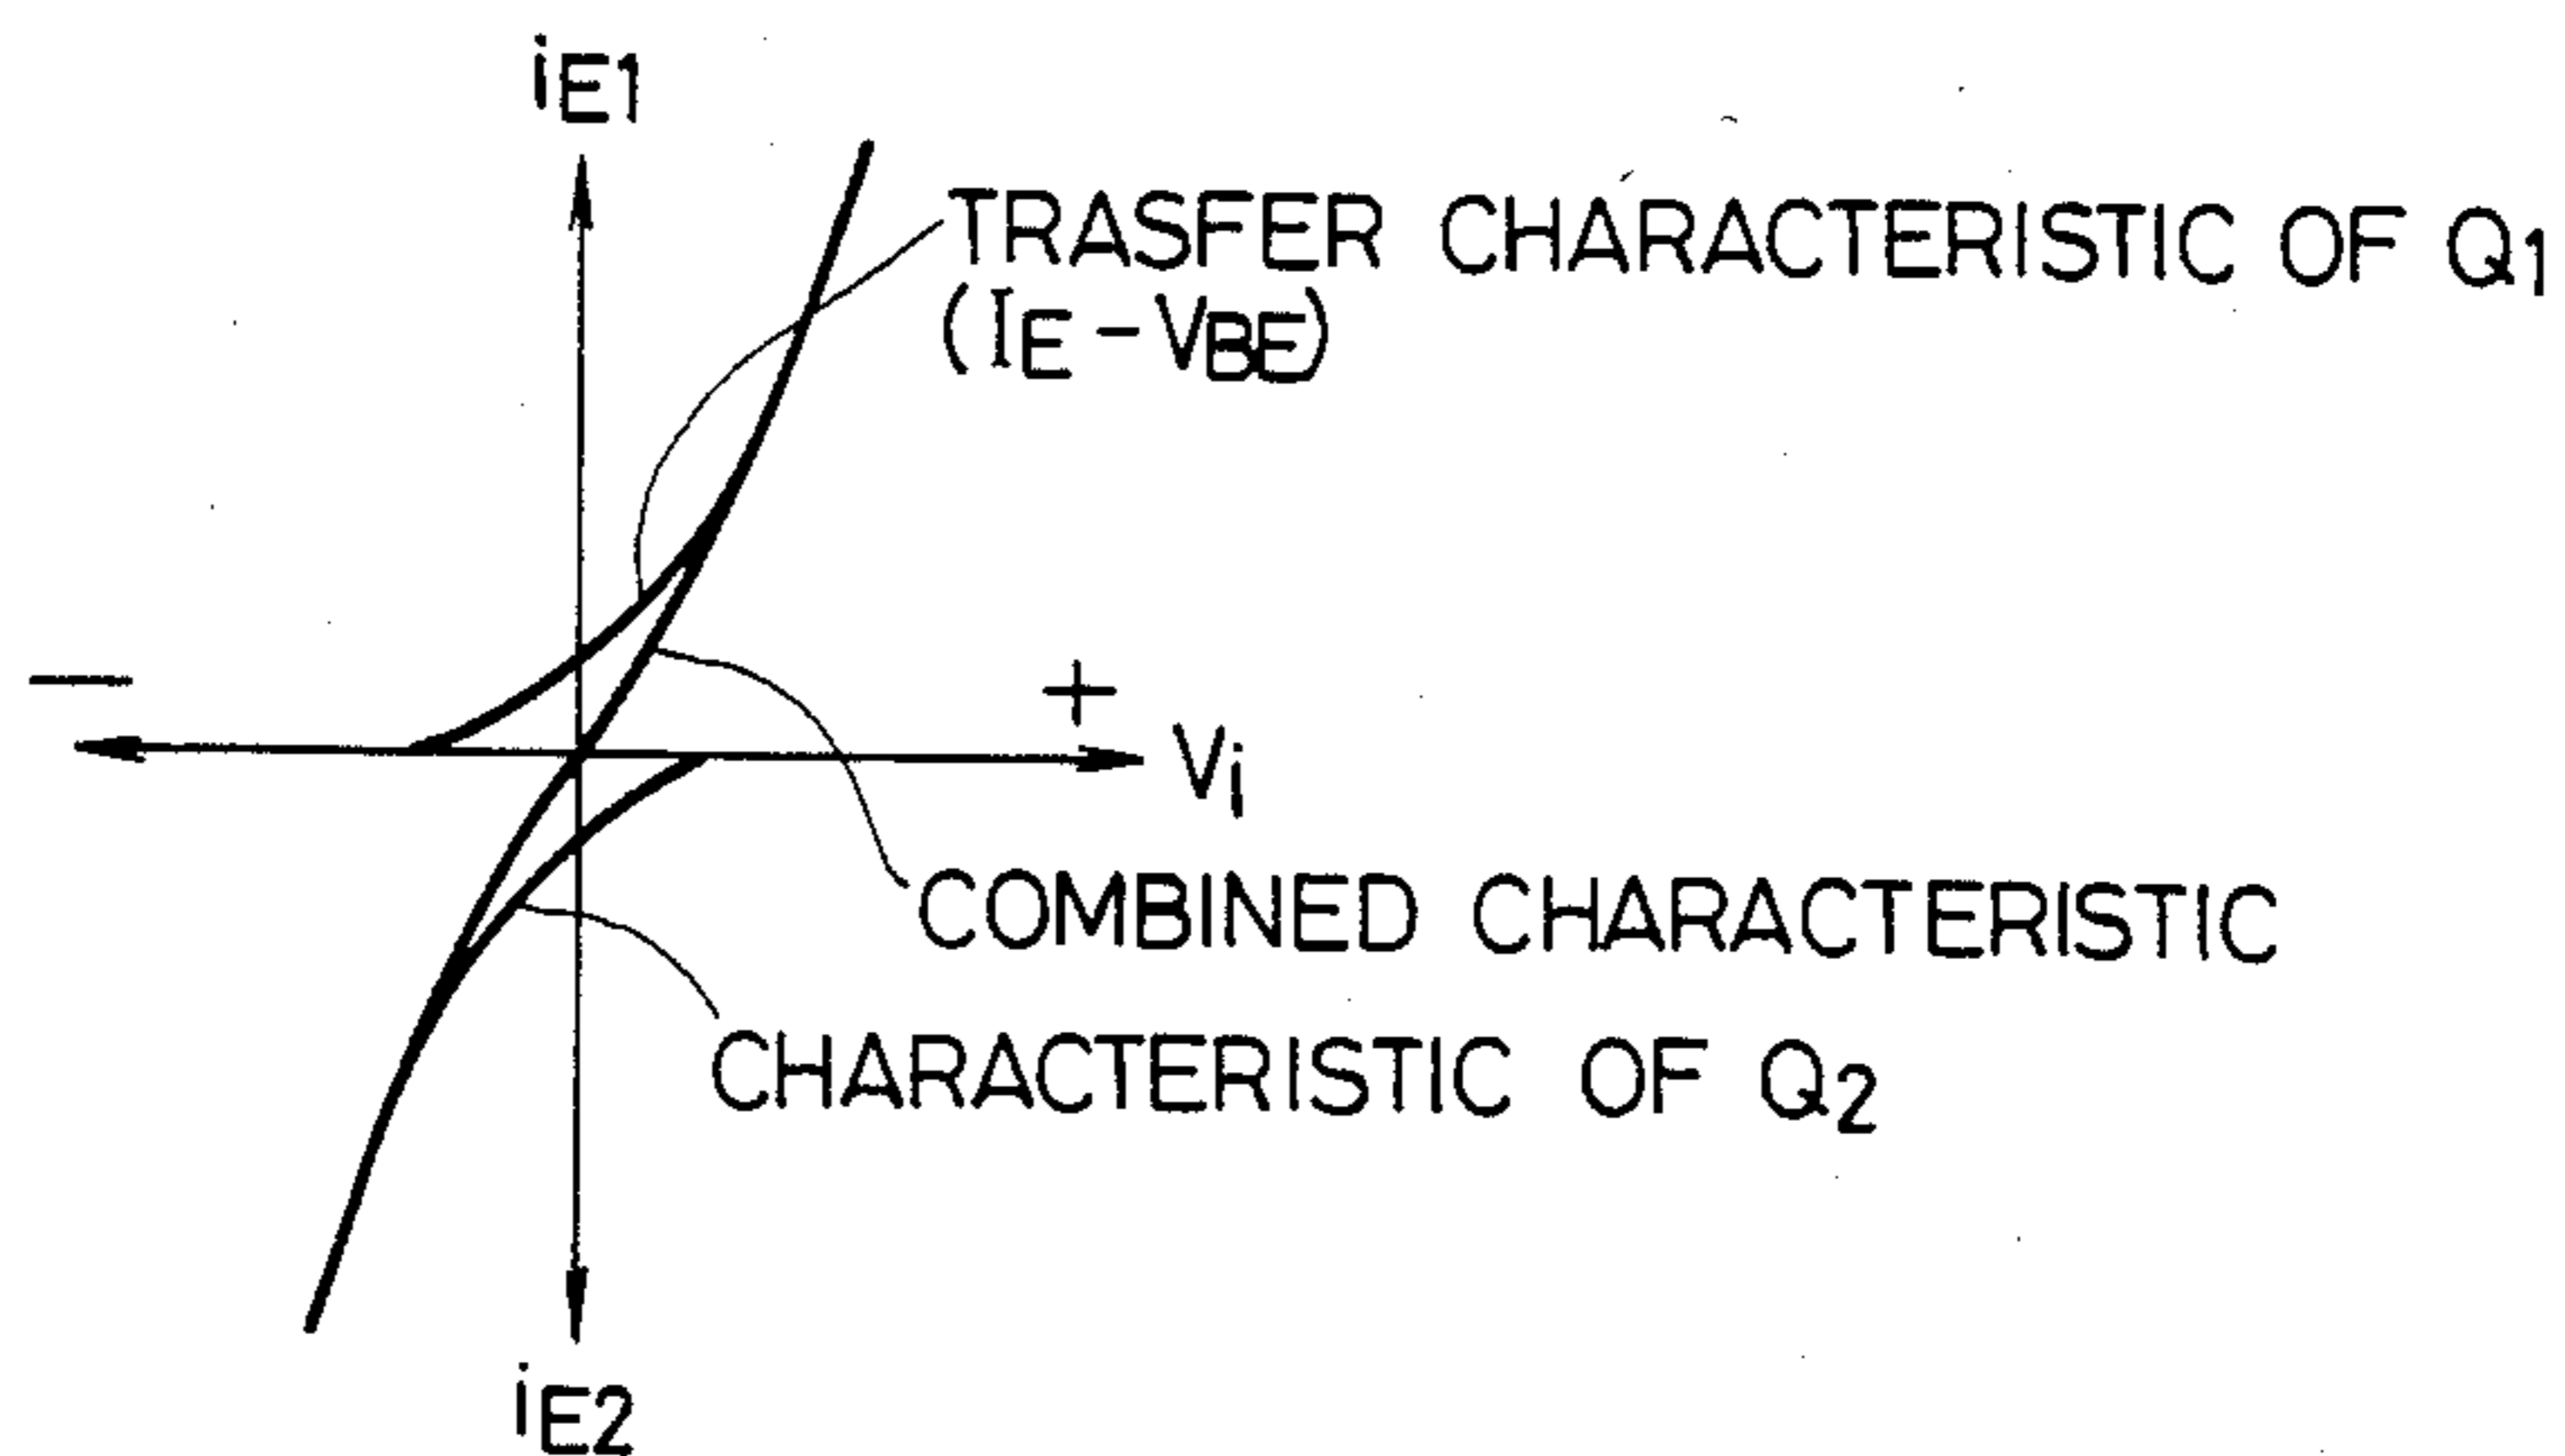 iE1
TRASFER CHARACTERISTIC OF Q1
(IE-VBE)
—
+
Vi
COMBINED CHARACTERISTIC
CHARACTERISTIC OF Q2
iE2